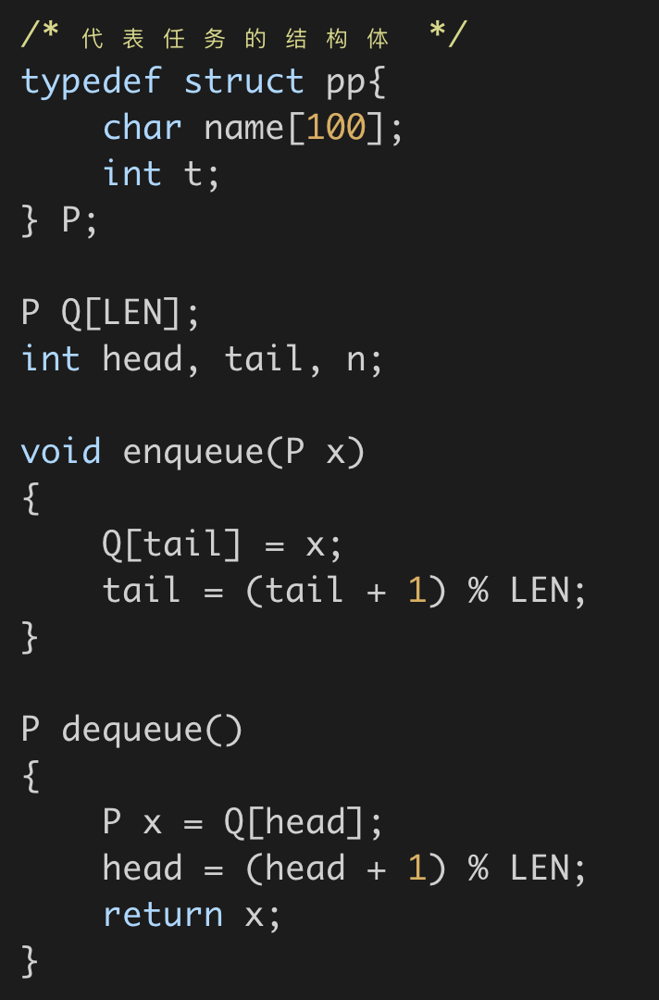 /* 代表任务的结构体 */
typedef struct pp{
    char name[100];
    int t;
} P;

P Q[LEN];
int head, tail, n;

void enqueue(P x)
{
    Q[tail] = x;
    tail = (tail + 1) % LEN;
}

P dequeue()
{
    P x = Q[head];
    head = (head + 1) % LEN;
    return x;
}